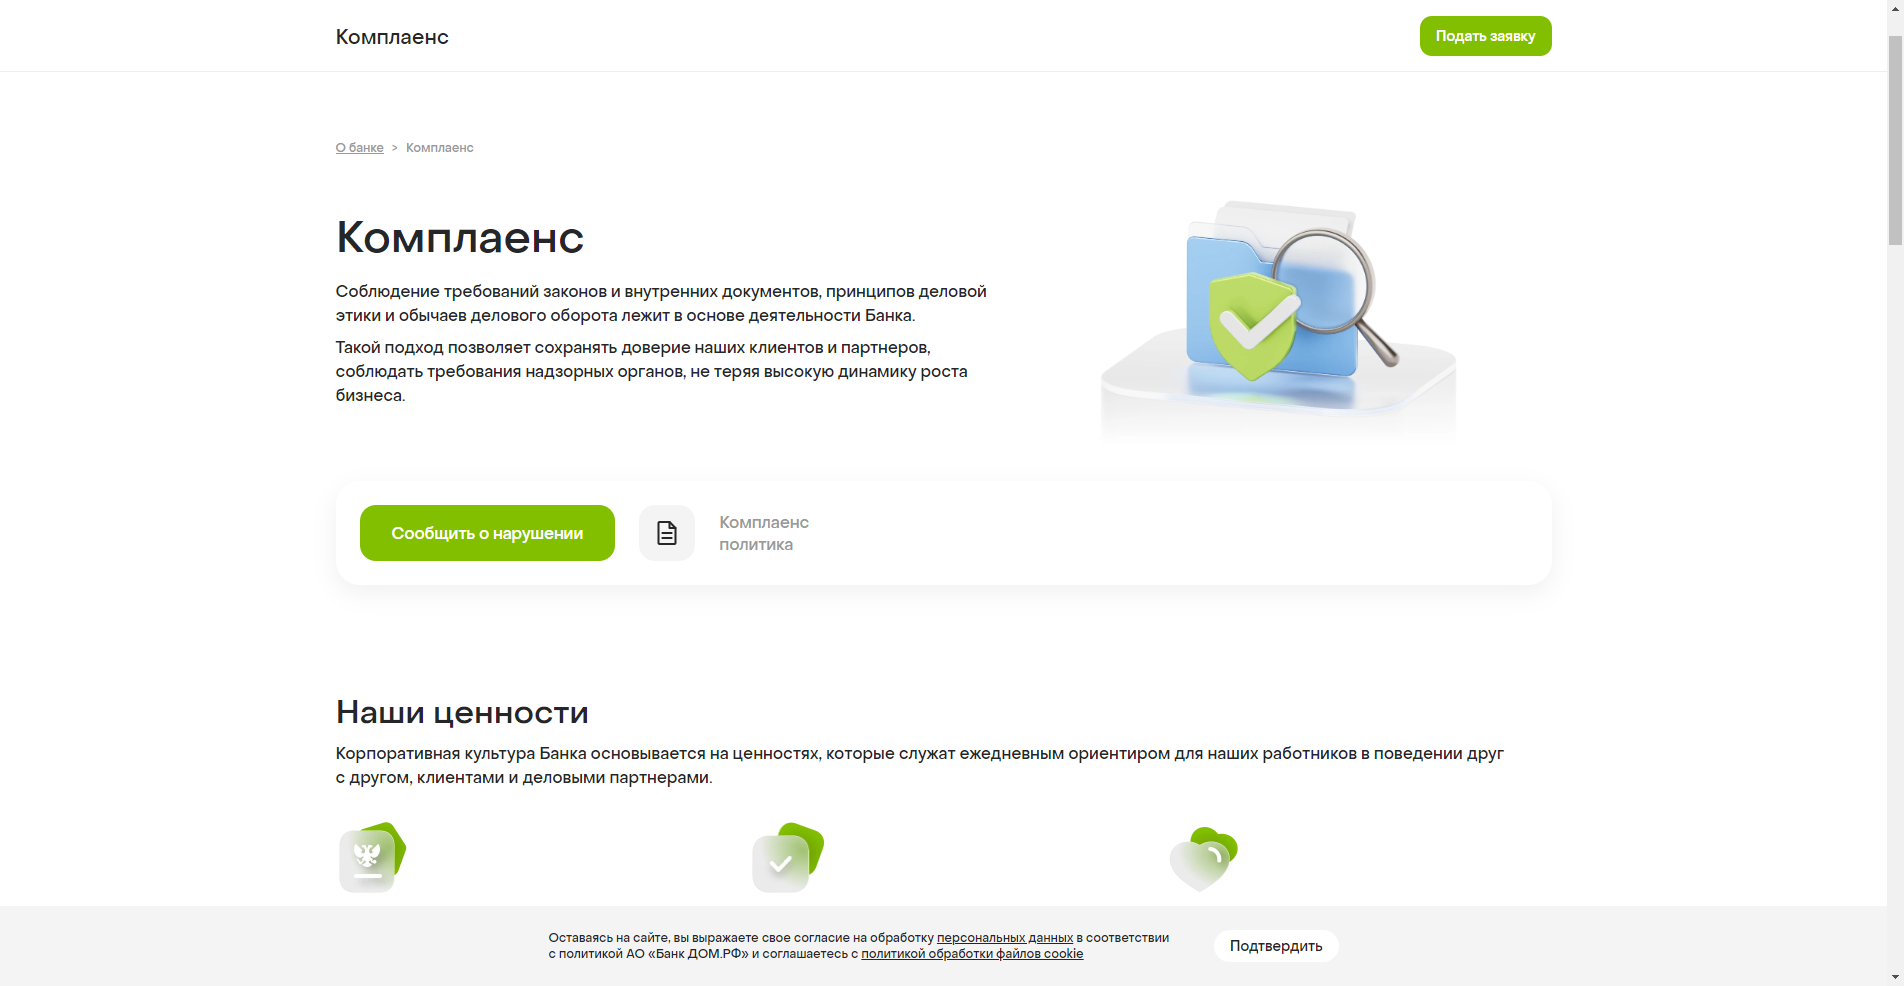 Комплаенс
Подать заявку
О банке > Комплаенс
Комплаенс
Соблюдение требований законов и внутренних документов, принципов деловой
этики и обычаев делового оборота лежит в основе деятельности Банка.
Такой подход позволяет сохранять доверие наших клиентов и партнеров,
соблюдать требования надзорных органов, не теряя высокую динамику роста
бизнеса.
Сообщить о нарушении
Комплаенс
политика
Наши ценности
Корпоративная культура Банка основывается на ценностях, которые служат ежедневным ориентиром для наших работников в поведении друг
с другом, клиентами и деловыми партнерами.
Оставаясь на сайте, вы выражаете свое согласие на обработку персональных данных в соответствии
с политикой АО «Банк ДОМ.РФ» и соглашаетесь с политикой обработки файлов cookie
Подтвердить